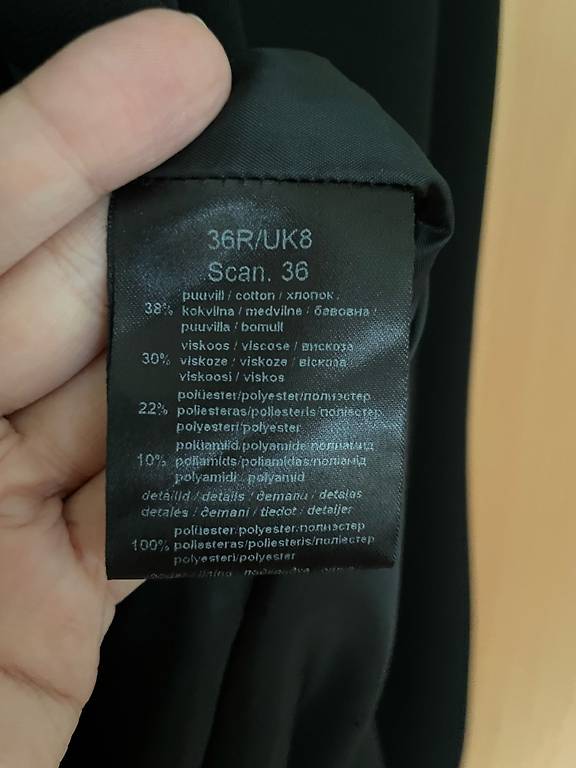 36R/UK8
Scan. 36
puuvill / cotton / хлопок /
38% kokvilna / medvilne / бавовна /
puuvilla / bomull
viskoos / viscose / вискоза
30% viskoze / viskoze / віскоза
viskoosi / viskos
polüester/polyester/полиэстер
22% poliesteras/poliesteris/поліестер
polyesteri/polyester
polüamiid/polyamide/полиамид
10% poliamids/poliamidas/поліамід
polyamidi / polyamid
detailid / details / детали / detaļas
detalės / деталі / tiedot / detaljer
polüester/polyester/полиэстер
100% poliesteras/poliesteris/поліестер
polyesteri/polyester